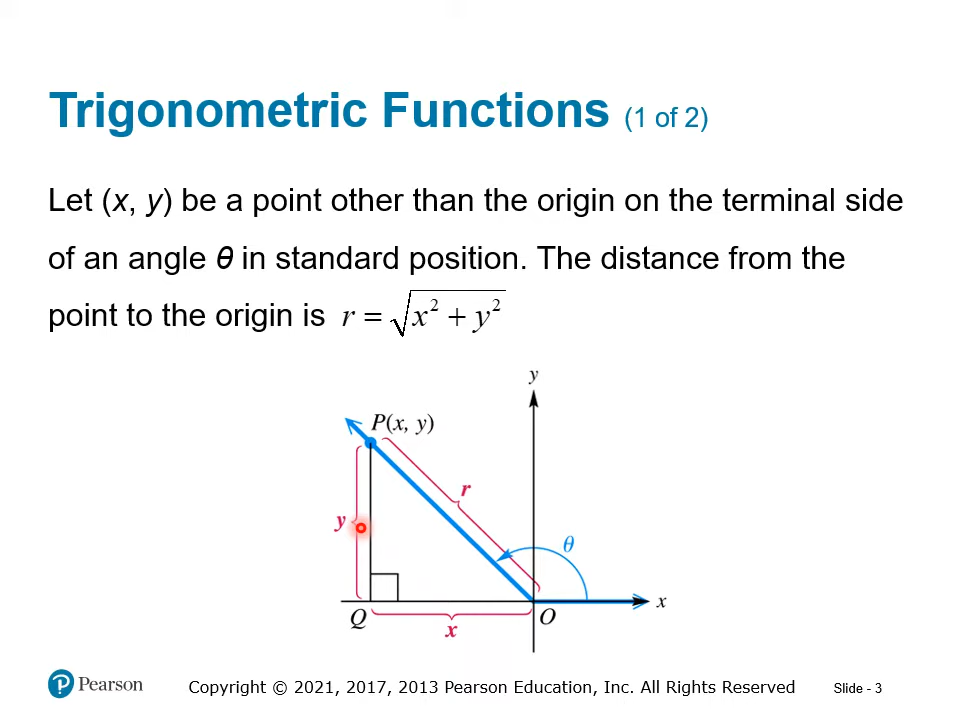 Trigonometric Functions (1 of 2)
Let (x, y) be a point other than the origin on the terminal side
of an angle θ in standard position. The distance from the
point to the origin is r = √x² + y²
y
P(x, y)
r
y
θ
x
Q
O
x
P Pearson
Copyright © 2021, 2017, 2013 Pearson Education, Inc. All Rights Reserved
Slide - 3